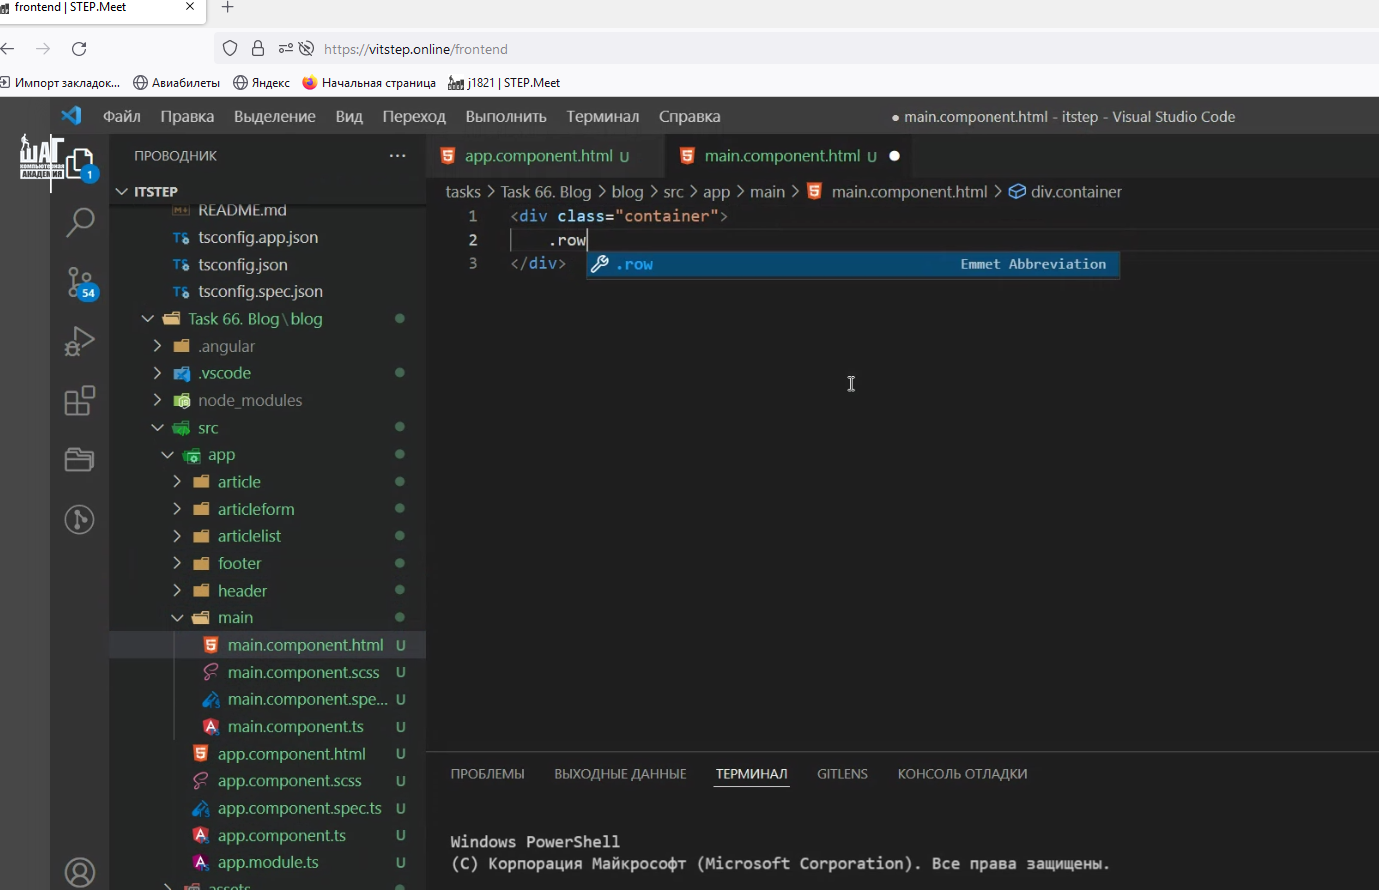 frontend | STEP.Meet
https://vitstep.online/frontend
Импорт закладок...
Авиабилеты
Яндекс
Начальная страница
j1821 | STEP.Meet
Файл Правка Выделение Вид Переход Выполнить Терминал Справка
● main.component.html - itstep - Visual Studio Code
ШАГ
КОМПЬЮТЕРНАЯ
АКАДЕМИЯ
1
54
ПРОВОДНИК
ITSTEP
README.md
TS tsconfig.app.json
TS tsconfig.json
TS tsconfig.spec.json
Task 66. Blog \ blog
.angular
.vscode
node_modules
src
app
article
articleform
articlelist
footer
header
main
main.component.html U
main.component.scss U
main.component.spe... U
main.component.ts U
app.component.html U
app.component.scss U
app.component.spec.ts U
app.component.ts U
app.module.ts U
assets
app.component.html U
main.component.html U
tasks > Task 66. Blog > blog > src > app > main > main.component.html > div.container
1 <div class="container">
2 .row
3 </div>
.row Emmet Abbreviation
ПРОБЛЕМЫ ВЫХОДНЫЕ ДАННЫЕ ТЕРМИНАЛ GITLENS КОНСОЛЬ ОТЛАДКИ
Windows PowerShell
(C) Корпорация Майкрософт (Microsoft Corporation). Все права защищены.